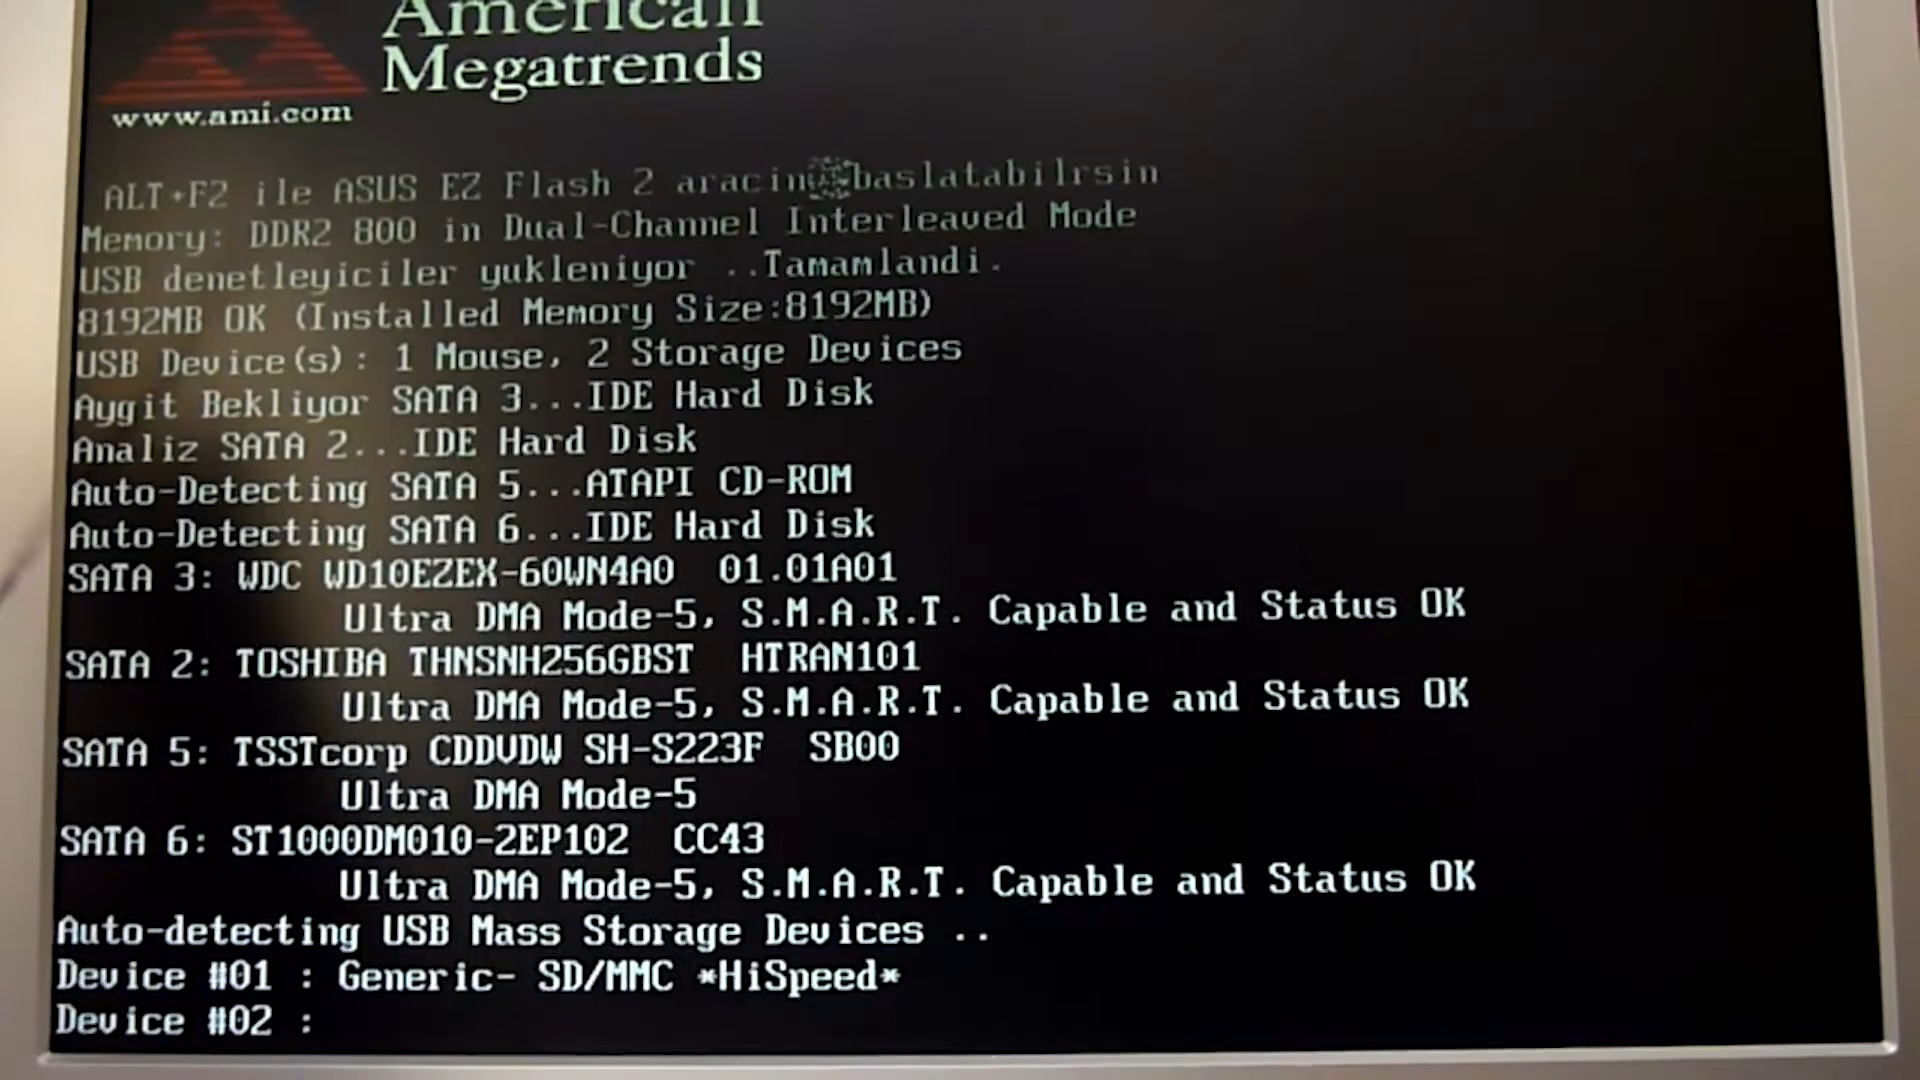 American
Megatrends
www.ami.com
ALT+F2 ile ASUS EZ Flash 2 aracin baslatabilrsin
Memory: DDR2 800 in Dual-Channel Interleaved Mode
USB denetleyiciler yukleniyor ..Tamamlandi.
8192MB OK (Installed Memory Size:8192MB)
USB Device(s): 1 Mouse, 2 Storage Devices
Aygit Bekliyor SATA 3...IDE Hard Disk
Analiz SATA 2...IDE Hard Disk
Auto-Detecting SATA 5...ATAPI CD-ROM
Auto-Detecting SATA 6...IDE Hard Disk
SATA 3: WDC WD10EZEX-60WN4A0 01.01A01
Ultra DMA Mode-5, S.M.A.R.T. Capable and Status OK
SATA 2: TOSHIBA THNSNH256GBST HTRAN101
Ultra DMA Mode-5, S.M.A.R.T. Capable and Status OK
SATA 5: TSSTcorp CDDVDW SH-S223F SB00
Ultra DMA Mode-5
SATA 6: ST1000DM010-2EP102 CC43
Ultra DMA Mode-5, S.M.A.R.T. Capable and Status OK
Auto-detecting USB Mass Storage Devices ..
Device #01 : Generic- SD/MMC *HiSpeed*
Device #02 :